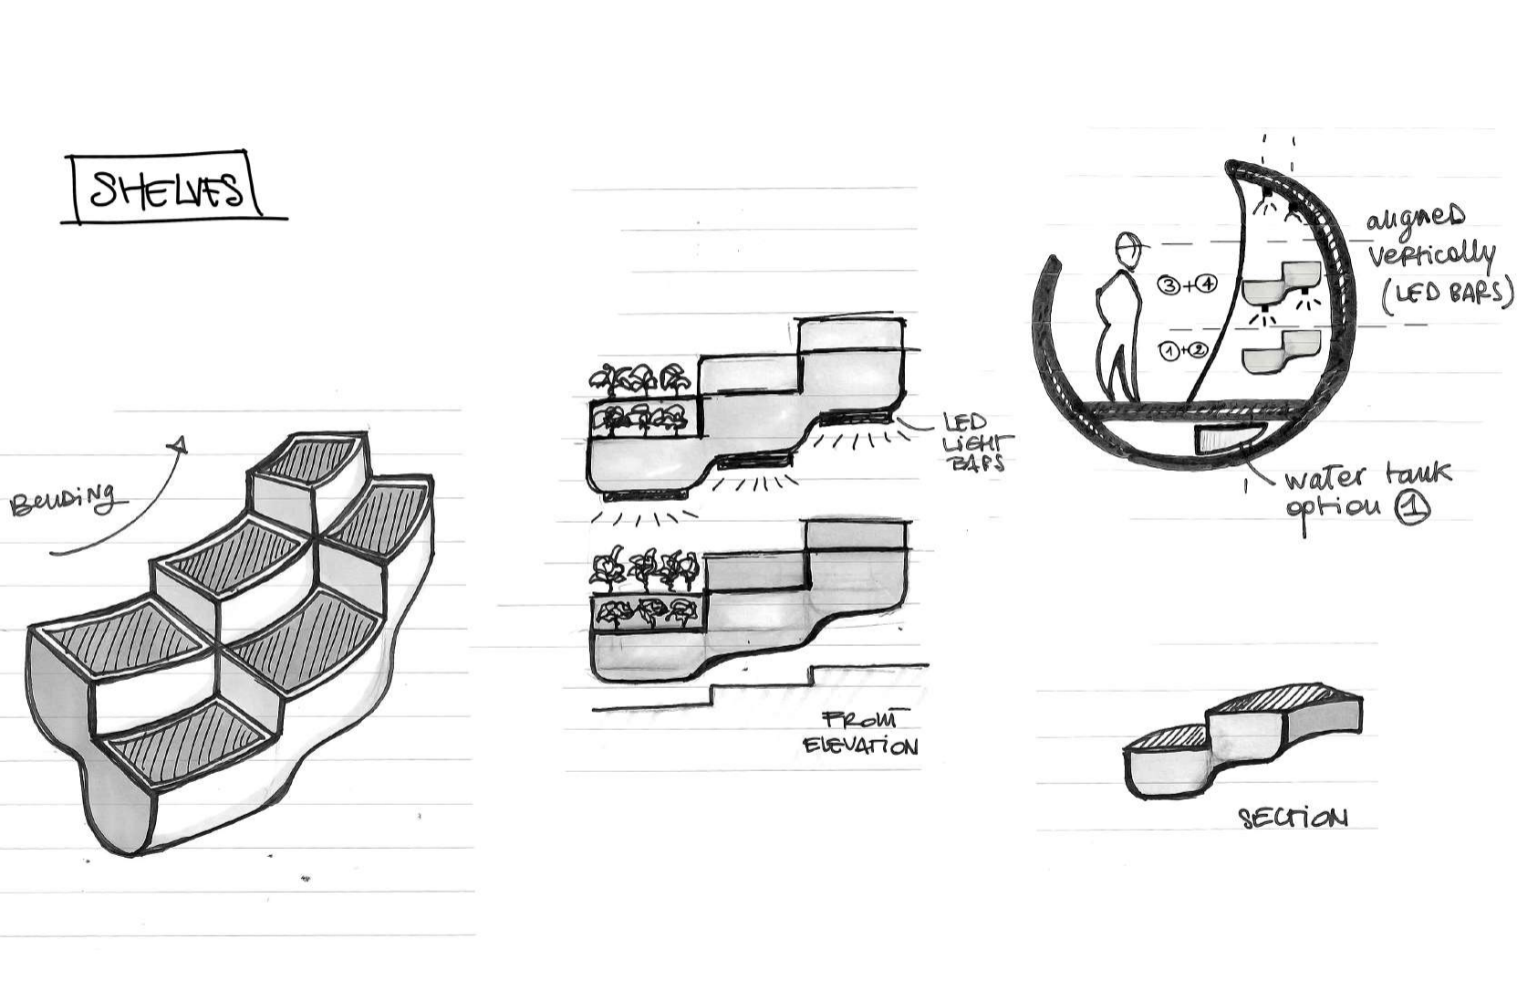 SHELVES
BENDING
LED
LIGHT
BARS
FRONT
ELEVATION
aligned
vertically
(LED BARS)
3+4
1+2
water tank
option 1
SECTION